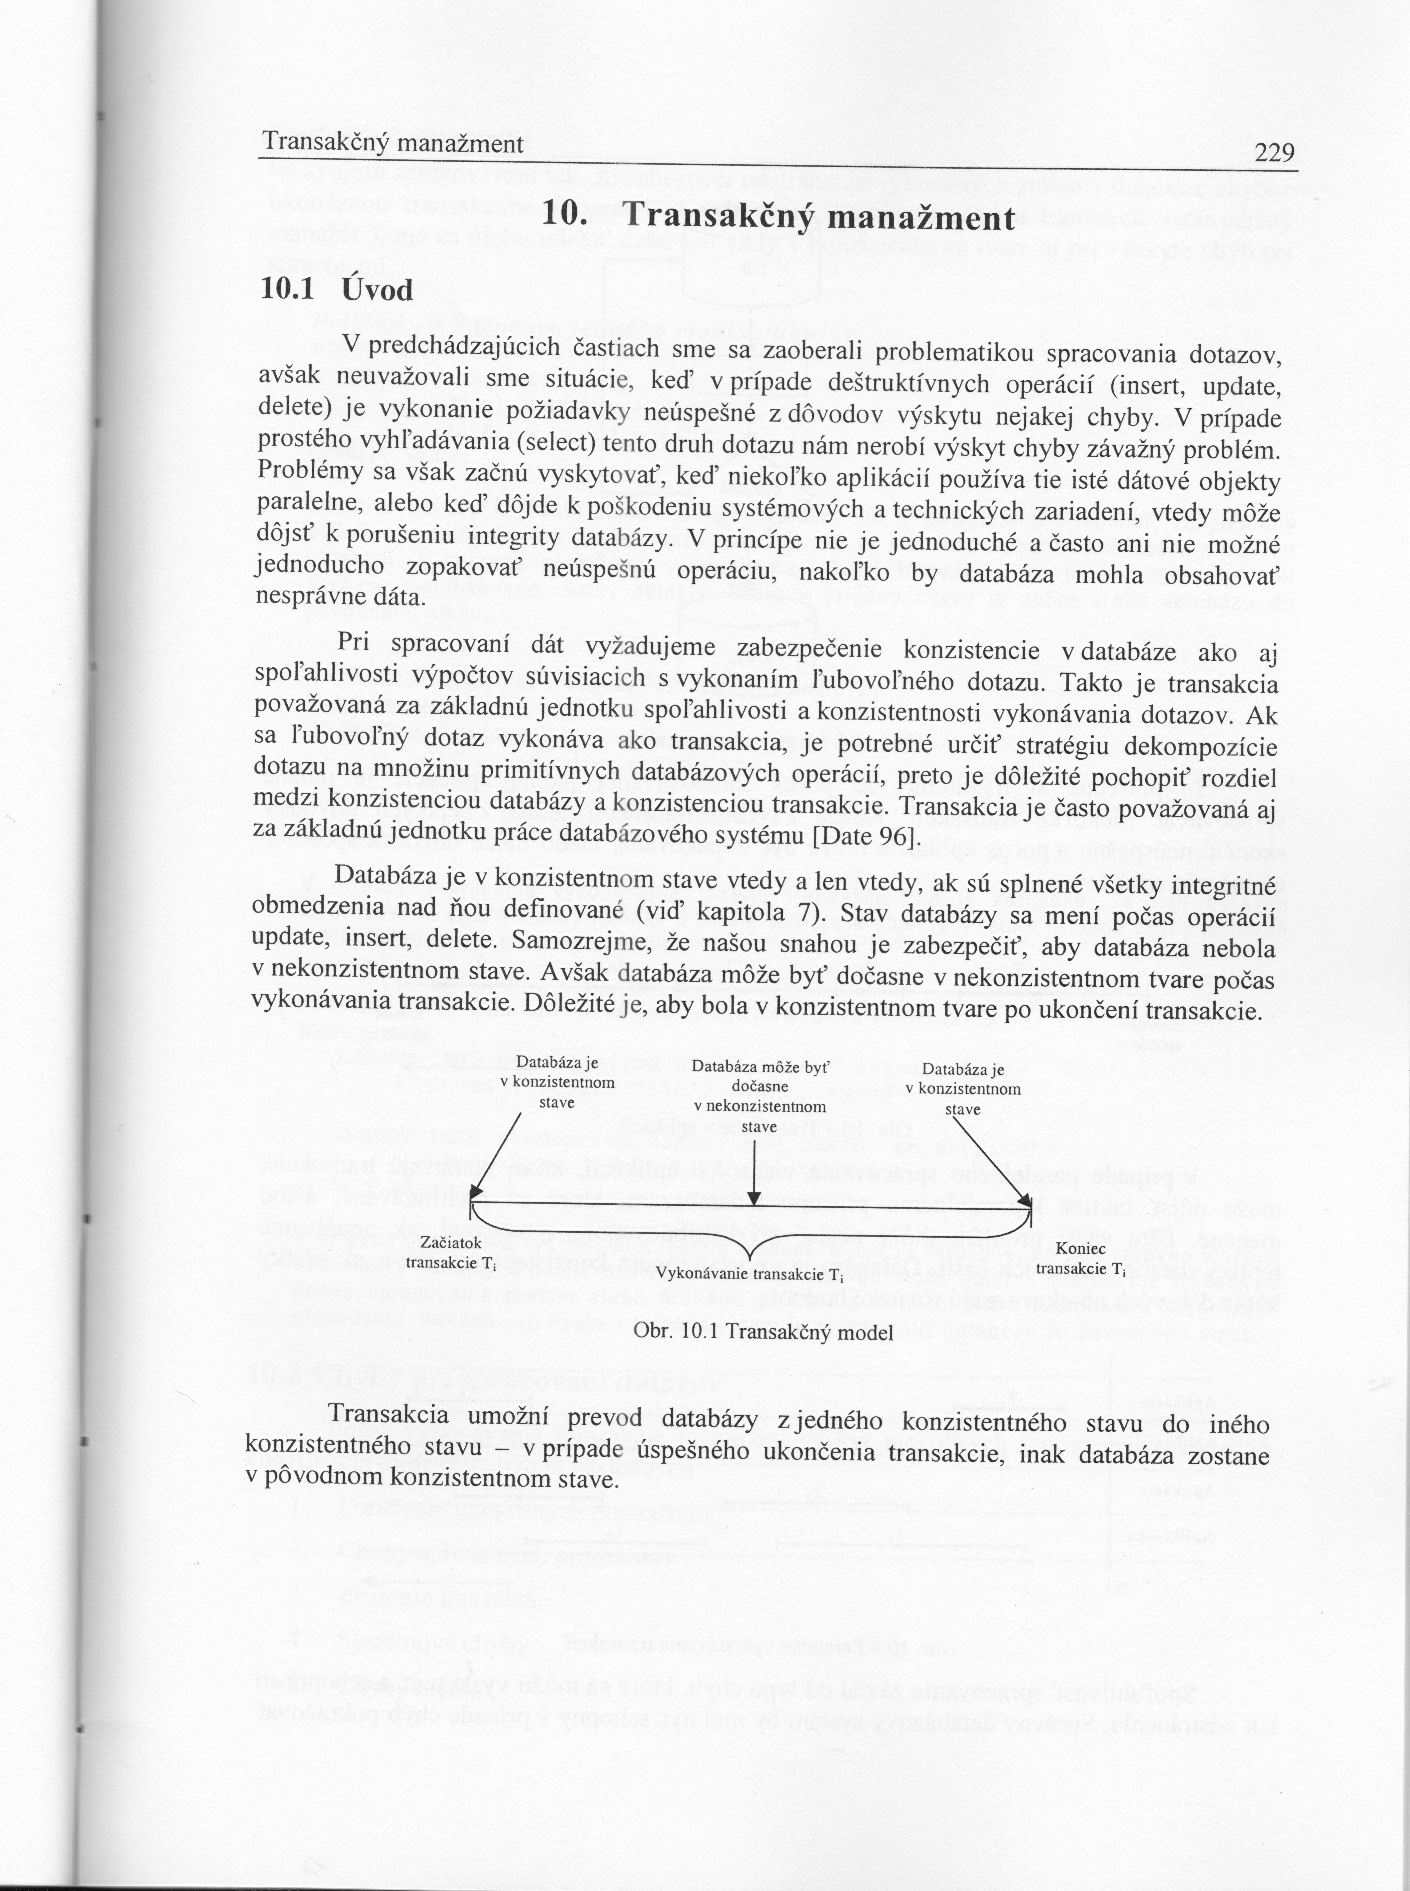 Transakčný manažment 229
10. Transakčný manažment
10.1 Úvod
V predchádzajúcich častiach sme sa zaoberali problematikou spracovania dotazov,
avšak neuvažovali sme situácie, keď v prípade deštruktívnych operácií (insert, update,
delete) je vykonanie požiadavky neúspešné z dôvodov výskytu nejakej chyby. V prípade
prostého vyhľadávania (select) tento druh dotazu nám nerobí výskyt chyby závažný problém.
Problémy sa však začnú vyskytovať, keď niekoľko aplikácií používa tie isté dátové objekty
paralelne, alebo keď dôjde k poškodeniu systémových a technických zariadení, vtedy môže
dôjsť k porušeniu integrity databázy. V princípe nie je jednoduché a často ani nie možné
jednoducho zopakovať neúspešnú operáciu, nakoľko by databáza mohla obsahovať
nesprávne dáta.
Pri spracovaní dát vyžadujeme zabezpečenie konzistencie v databáze ako aj
spoľahlivosti výpočtov súvisiacich s vykonaním ľubovoľného dotazu. Takto je transakcia
považovaná za základnú jednotku spoľahlivosti a konzistentnosti vykonávania dotazov. Ak
sa ľubovoľný dotaz vykonáva ako transakcia, je potrebné určiť stratégiu dekompozície
dotazu na množinu primitívnych databázových operácií, preto je dôležité pochopiť rozdiel
medzi konzistenciou databázy a konzistenciou transakcie. Transakcia je často považovaná aj
za základnú jednotku práce databázového systému [Date 96].
Databáza je v konzistentnom stave vtedy a len vtedy, ak sú splnené všetky integritné
obmedzenia nad ňou definované (viď kapitola 7). Stav databázy sa mení počas operácií
update, insert, delete. Samozrejme, že našou snahou je zabezpečiť, aby databáza nebola
v nekonzistentnom stave. Avšak databáza môže byť dočasne v nekonzistentnom tvare počas
vykonávania transakcie. Dôležité je, aby bola v konzistentnom tvare po ukončení transakcie.
Databáza je
v konzistentnom
stave
Databáza môže byť
dočasne
v nekonzistentnom
stave
Databáza je
v konzistentnom
stave
Začiatok
transakcie Ti
Vykonávanie transakcie Ti
Koniec
transakcie Ti
Obr. 10.1 Transakčný model
Transakcia umožní prevod databázy z jedného konzistentného stavu do iného
konzistentného stavu – v prípade úspešného ukončenia transakcie, inak databáza zostane
v pôvodnom konzistentnom stave.